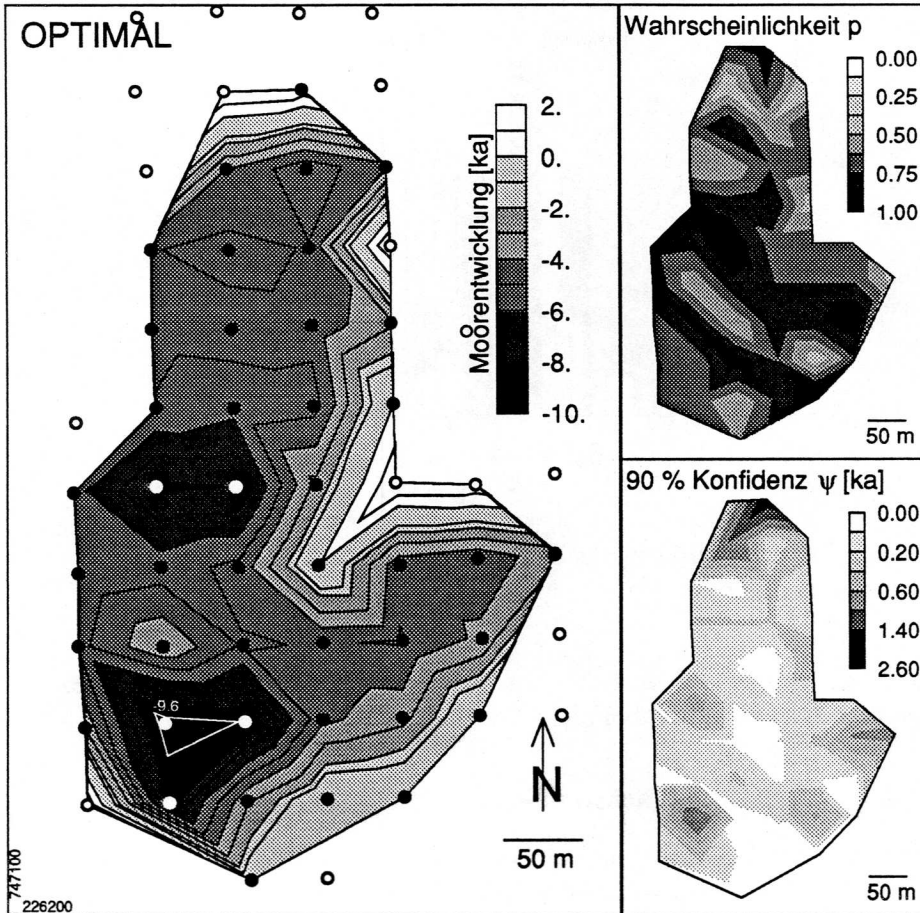 OPTIMAL
Moorentwicklung [ka]
2.
0.
-2.
-4.
-6.
-8.
-10.
-9.6
N
50 m
747100
226200
Wahrscheinlichkeit p
0.00
0.25
0.50
0.75
1.00
50 m
90 % Konfidenz ψ [ka]
0.00
0.20
0.60
1.40
2.60
50 m